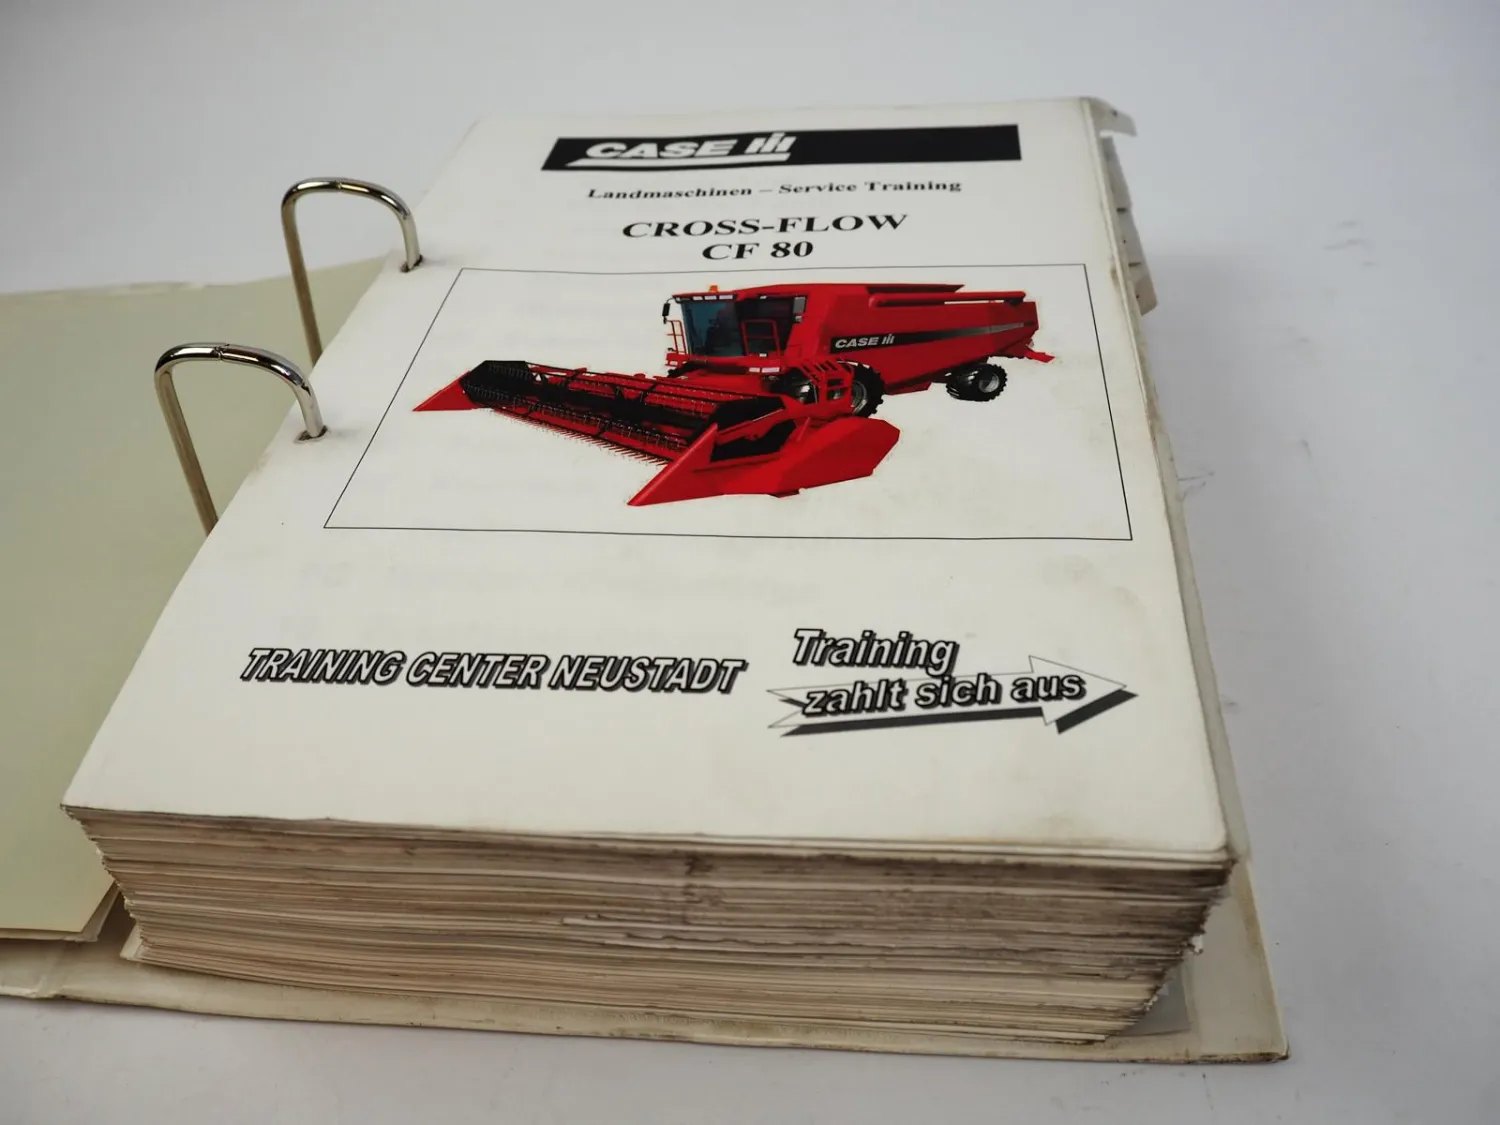 CASE IH
Landmaschinen – Service Training
CROSS-FLOW
CF 80
CASE IH
TRAINING CENTER NEUSTADT
Training
zahlt sich aus